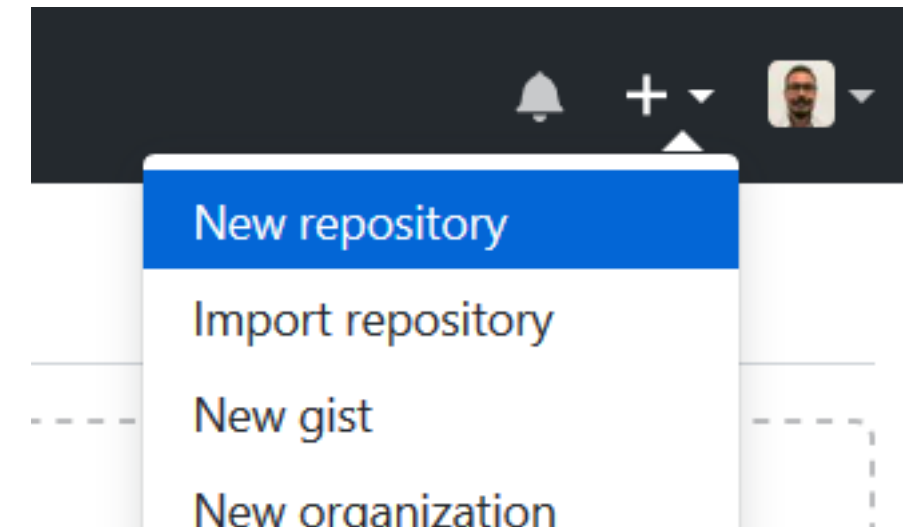 New repository
Import repository
New gist
New organization